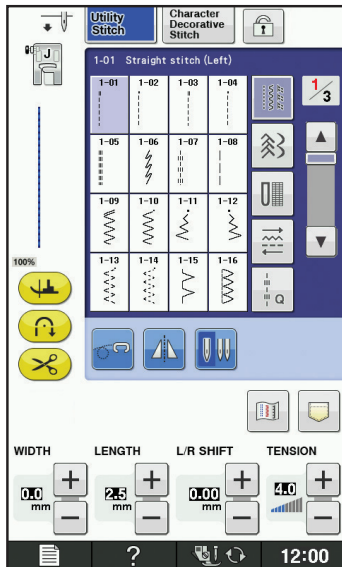 Utility
Stitch
Character
Decorative
Stitch
J
1-01 Straight stitch (Left)
1/3
1-01 1-02 1-03 1-04
1-05 1-06 1-07 1-08
1-09 1-10 1-11 1-12
1-13 1-14 1-15 1-16
Q
100%
WIDTH LENGTH L/R SHIFT TENSION
0.0 mm 2.5 mm 0.00 mm 4.0
? 12:00